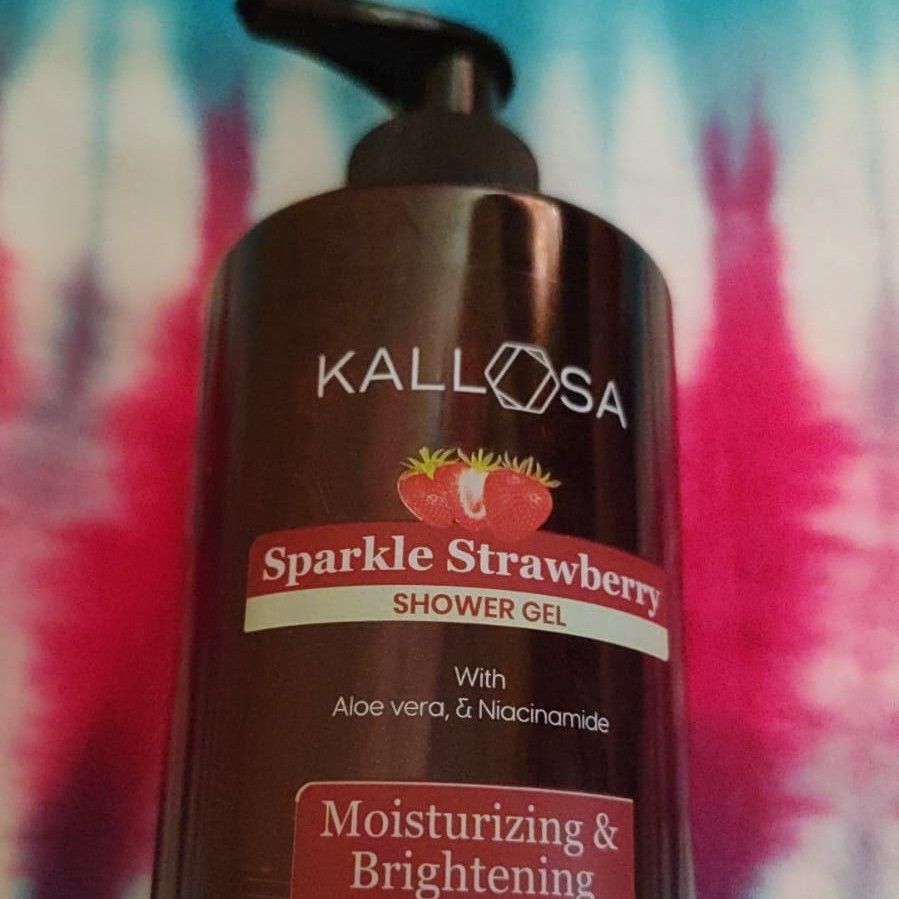 KALLOSA
Sparkle Strawberry
SHOWER GEL
With
Aloe vera, & Niacinamide
Moisturizing &
Brightening